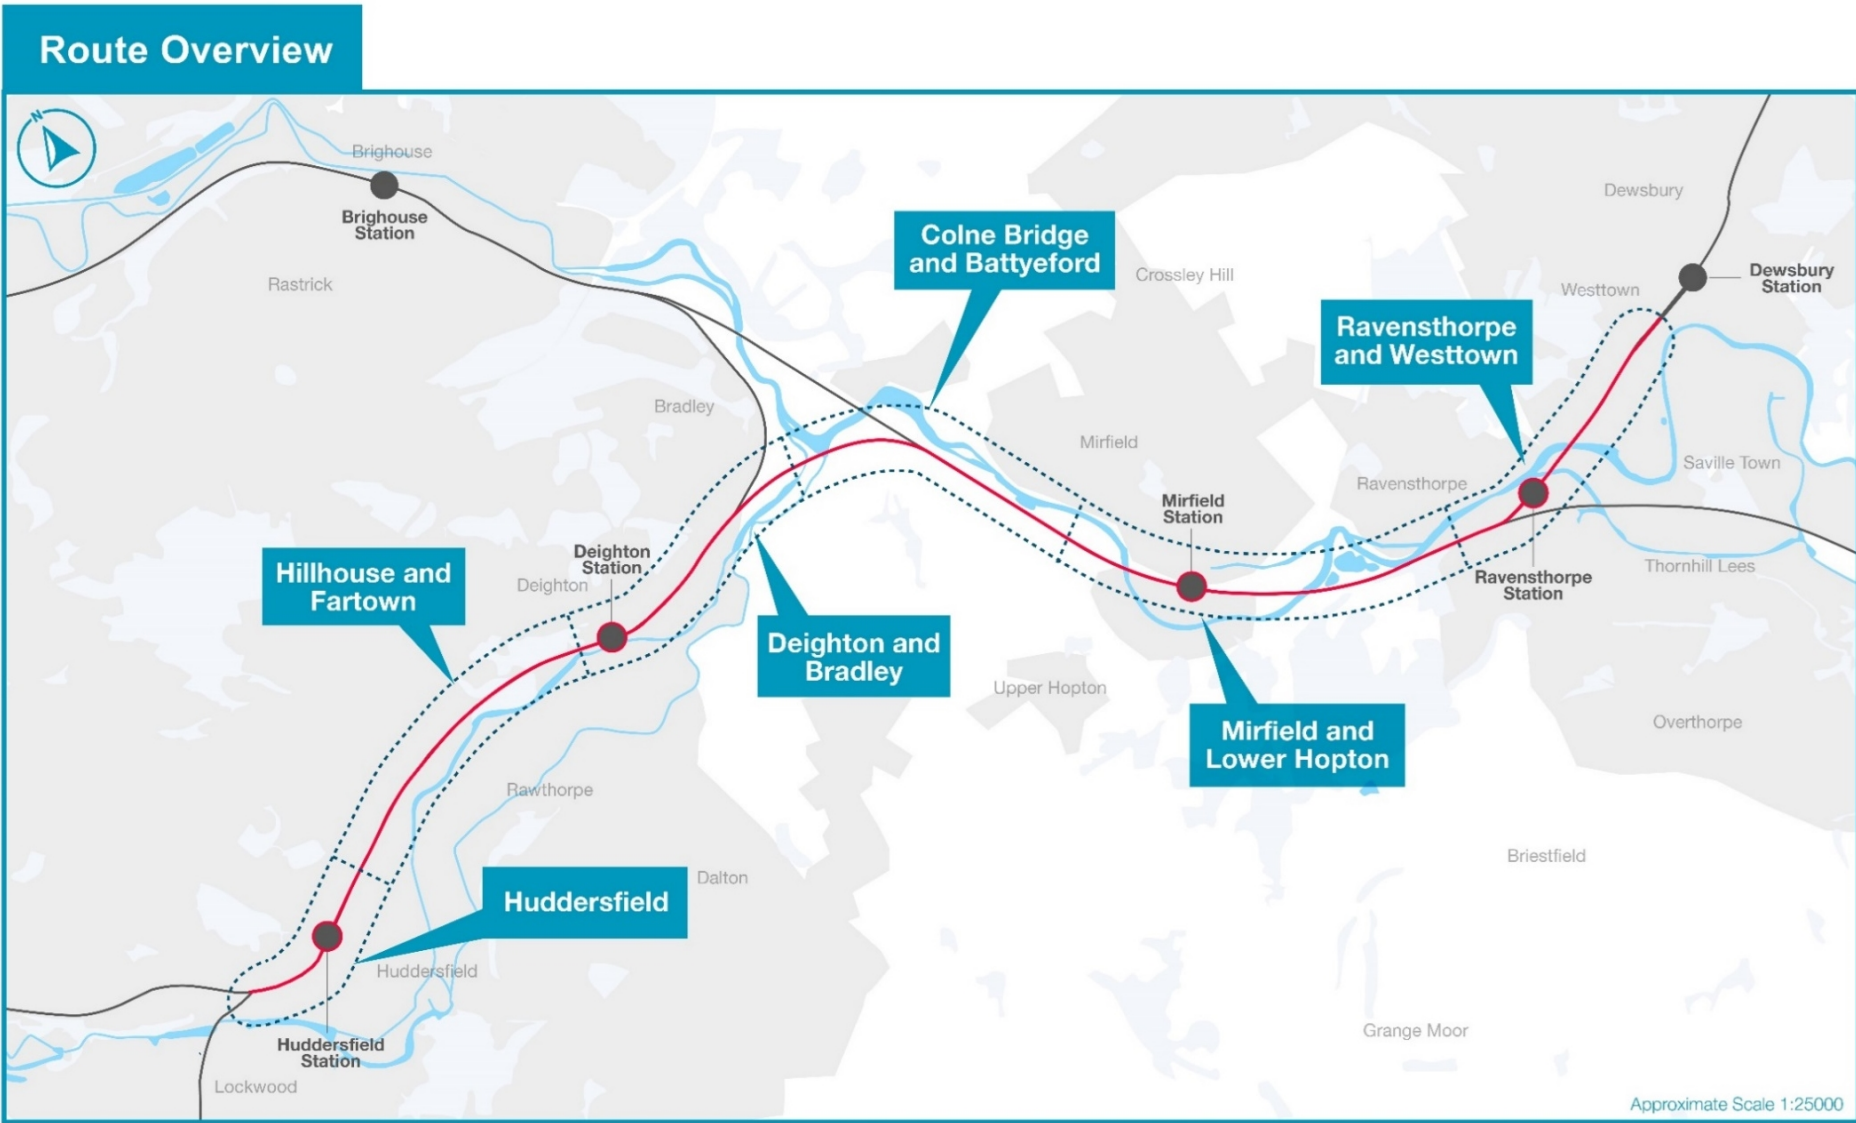 Route Overview
N
Brighouse
Brighouse
Station
Rastrick
Dewsbury
Colne Bridge
and Battyeford
Crossley Hill
Westtown
Dewsbury
Station
Ravensthorpe
and Westtown
Bradley
Mirfield
Saville Town
Ravensthorpe
Mirfield
Station
Deighton
Station
Deighton
Hillhouse and
Fartown
Thornhill Lees
Ravensthorpe
Station
Deighton and
Bradley
Upper Hopton
Mirfield and
Lower Hopton
Overthorpe
Rawthorpe
Briestfield
Dalton
Huddersfield
Huddersfield
Grange Moor
Huddersfield
Station
Lockwood
Approximate Scale 1:25000